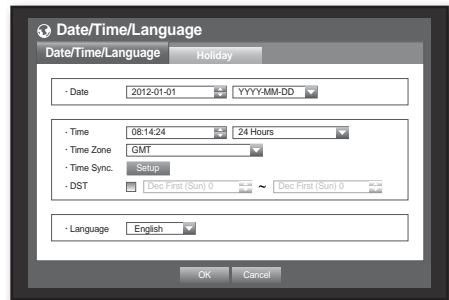 Date/Time/Language
Date/Time/Language Holiday
· Date 2012-01-01 YYYY-MM-DD
· Time 08:14:24 24 Hours
· Time Zone GMT
· Time Sync. Setup
· DST Dec First (Sun) 0 ~ Dec First (Sun) 0
· Language English
OK Cancel